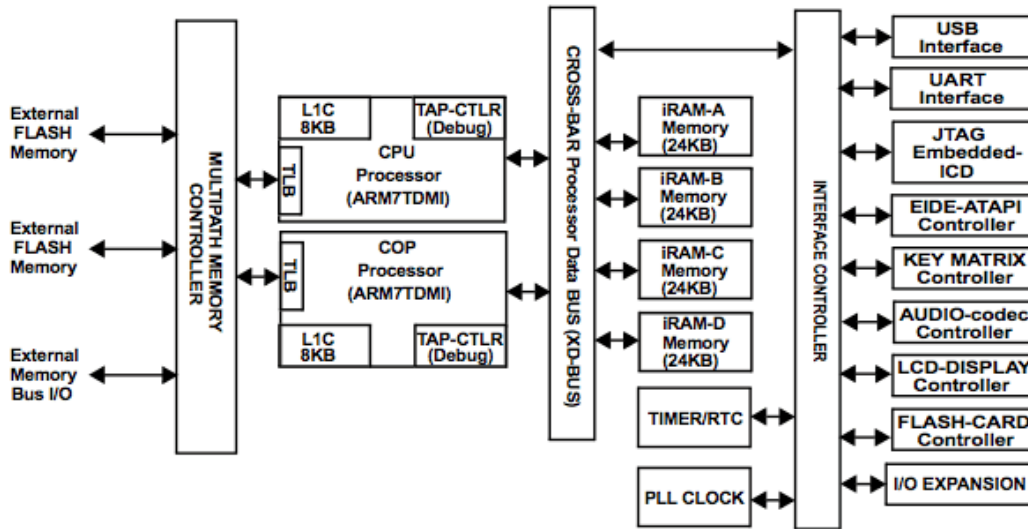 External
FLASH
Memory
External
FLASH
Memory
External
Memory
Bus I/O
MULTIPATH MEMORY
CONTROLLER
L1C
8KB
TAP-CTLR
(Debug)
TLB
CPU
Processor
(ARM7TDMI)
COP
Processor
(ARM7TDMI)
TLB
L1C
8KB
TAP-CTLR
(Debug)
CROSS-BAR Processor Data BUS (XD-BUS)
iRAM-A
Memory
(24KB)
iRAM-B
Memory
(24KB)
iRAM-C
Memory
(24KB)
iRAM-D
Memory
(24KB)
TIMER/RTC
PLL CLOCK
INTERFACE CONTROLLER
USB
Interface
UART
Interface
JTAG
Embedded-
ICD
EIDE-ATAPI
Controller
KEY MATRIX
Controller
AUDIO-codec
Controller
LCD-DISPLAY
Controller
FLASH-CARD
Controller
I/O EXPANSION